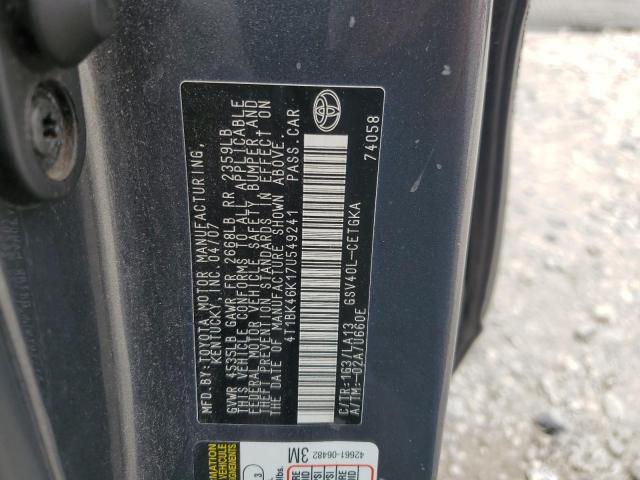 MFD. BY: TOYOTA MOTOR MANUFACTURING,
KENTUCKY, INC. 04/07
GVWR 4535LB GAWR FR 2668LB RR 2359LB
THIS VEHICLE CONFORMS TO ALL APPLICABLE
FEDERAL MOTOR VEHICLE SAFETY, BUMPER AND
THEFT PREVENTION STANDARDS IN EFFECT ON
THE DATE OF MANUFACTURE SHOWN ABOVE.
4T1BK46K17U549241 PASS.CAR
C/TR:1G3/LA13 GSV40L-CETGKA
A/TM:-02A/U660E
74058
42661-06482
3M
lbs.
3